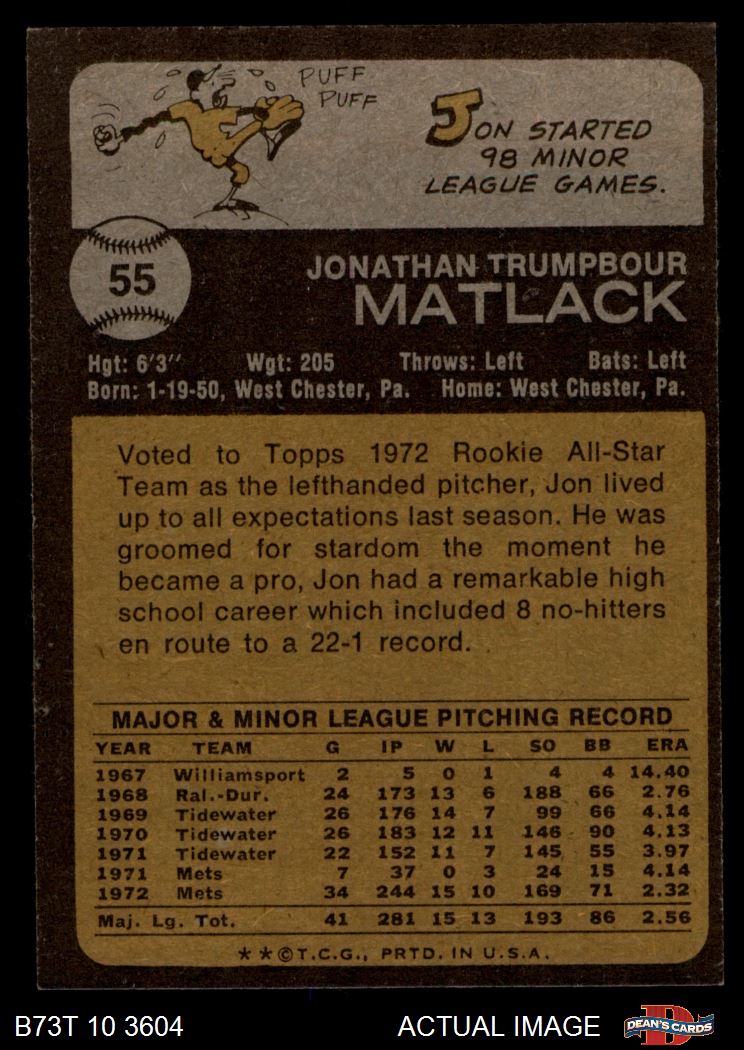 PUFF
PUFF
JON STARTED
98 MINOR
LEAGUE GAMES.
55
JONATHAN TRUMPBOUR
MATLACK
Hgt: 6'3" Wgt: 205 Throws: Left Bats: Left
Born: 1-19-50, West Chester, Pa. Home: West Chester, Pa.
Voted to Topps 1972 Rookie All-Star
Team as the lefthanded pitcher, Jon lived
up to all expectations last season. He was
groomed for stardom the moment he
became a pro, Jon had a remarkable high
school career which included 8 no-hitters
en route to a 22-1 record.
MAJOR & MINOR LEAGUE PITCHING RECORD
YEAR TEAM G IP W L SO BB ERA
1967 Williamsport 2 5 0 1 4 4 14.40
1968 Ral.-Dur. 24 173 13 6 188 66 2.76
1969 Tidewater 26 176 14 7 99 66 4.14
1970 Tidewater 26 183 12 11 146 90 4.13
1971 Tidewater 22 152 11 7 145 55 3.97
1971 Mets 7 37 0 3 24 15 4.14
1972 Mets 34 244 15 10 169 71 2.32
Maj. Lg. Tot. 41 281 15 13 193 86 2.56
**©T.C.G., PRTD. IN U.S.A.
B73T 10 3604 ACTUAL IMAGE DEAN'S CARDS